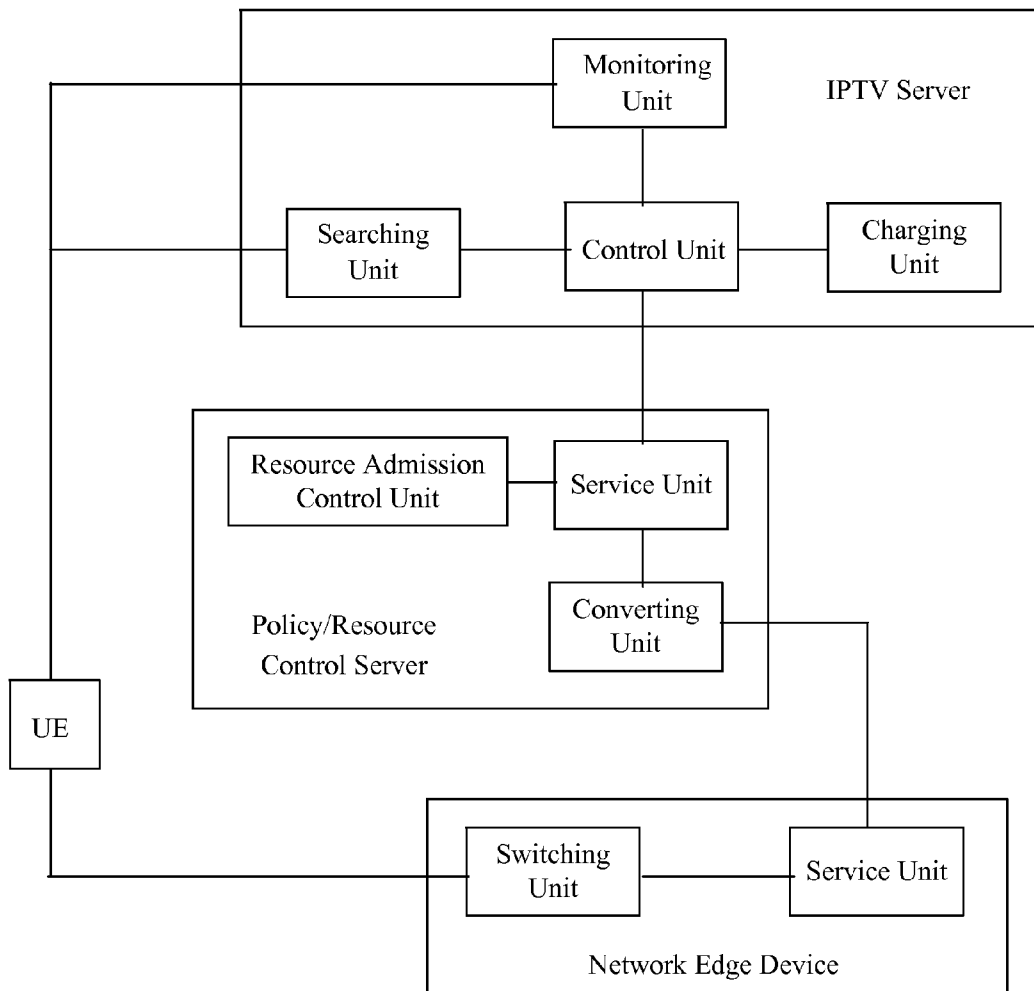 Monitoring
Unit
IPTV Server
Searching
Unit
Control Unit
Charging
Unit
Resource Admission
Control Unit
Service Unit
Converting
Unit
Policy/Resource
Control Server
UE
Switching
Unit
Service Unit
Network Edge Device